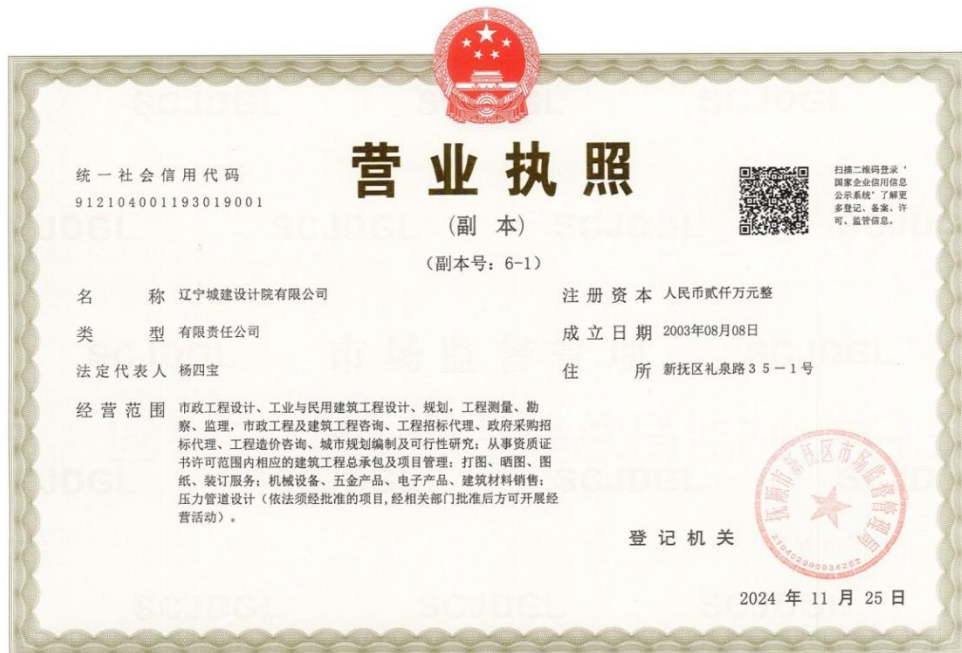 营业执照
(副 本)
(副本号: 6-1)
统一社会信用代码
912104001193019001
扫描二维码登录'
国家企业信用信息
公示系统'了解更
多登记、备案、许
可、监管信息。
名 称 辽宁城建设计院有限公司
类 型 有限责任公司
法定代表人 杨四宝
经营范围 市政工程设计、工业与民用建筑工程设计、规划,工程测量、勘
察、监理,市政工程及建筑工程咨询、工程招标代理、政府采购招
标代理、工程造价咨询、城市规划编制及可行性研究;从事资质证
书许可范围内相应的建筑工程总承包及项目管理;打图、晒图、图
纸、装订服务;机械设备、五金产品、电子产品、建筑材料销售;
压力管道设计(依法须经批准的项目,经相关部门批准后方可开展经
营活动)。
注册资本 人民币贰仟万元整
成立日期 2003年08月08日
住 所 新抚区礼泉路35-1号
登记机关
抚顺市新抚区市场监督管理局
2024 年 11 月 25 日
SCJDGL
市场监督管理